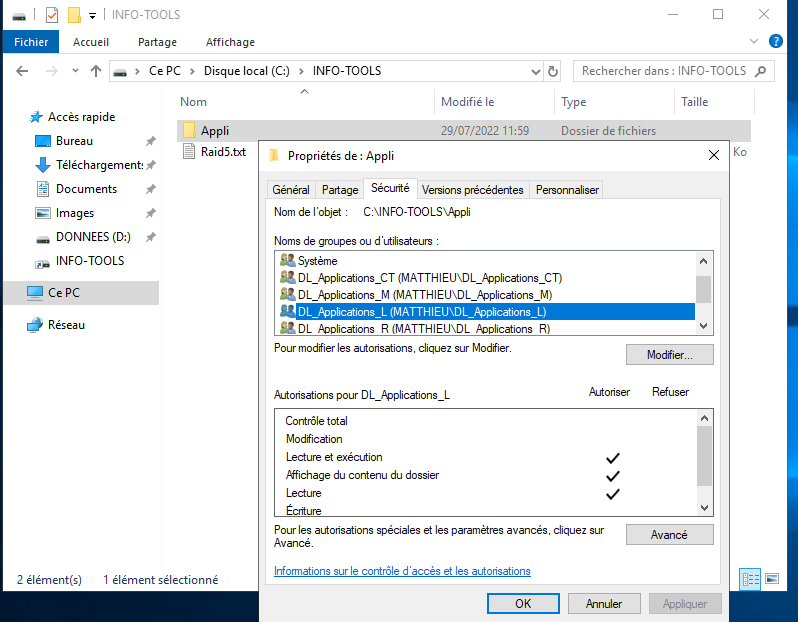 INFO-TOOLS
Fichier Accueil Partage Affichage
Ce PC Disque local (C:) INFO-TOOLS
Rechercher dans : INFO-TOOLS
Nom Modifié le Type Taille
Accès rapide
Bureau
Téléchargements
Documents
Images
DONNEES (D:)
INFO-TOOLS
Ce PC
Réseau
Appli 29/07/2022 11:59 Dossier de fichiers
Raid5.txt Ko
Propriétés de : Appli
Général Partage Sécurité Versions précédentes Personnaliser
Nom de l'objet : C:\INFO-TOOLS\Appli
Noms de groupes ou d'utilisateurs :
Système
DL_Applications_CT (MATTHIEU\DL_Applications_CT)
DL_Applications_M (MATTHIEU\DL_Applications_M)
DL_Applications_L (MATTHIEU\DL_Applications_L)
DL_Applications_R (MATTHIEU\DL_Applications_R)
Pour modifier les autorisations, cliquez sur Modifier.
Modifier...
Autorisations pour DL_Applications_L Autoriser Refuser
Contrôle total
Modification
Lecture et exécution
Affichage du contenu du dossier
Lecture
Écriture
Pour les autorisations spéciales et les paramètres avancés, cliquez sur
Avancé.
Avancé
Informations sur le contrôle d'accès et les autorisations
OK Annuler Appliquer
2 élément(s) 1 élément sélectionné